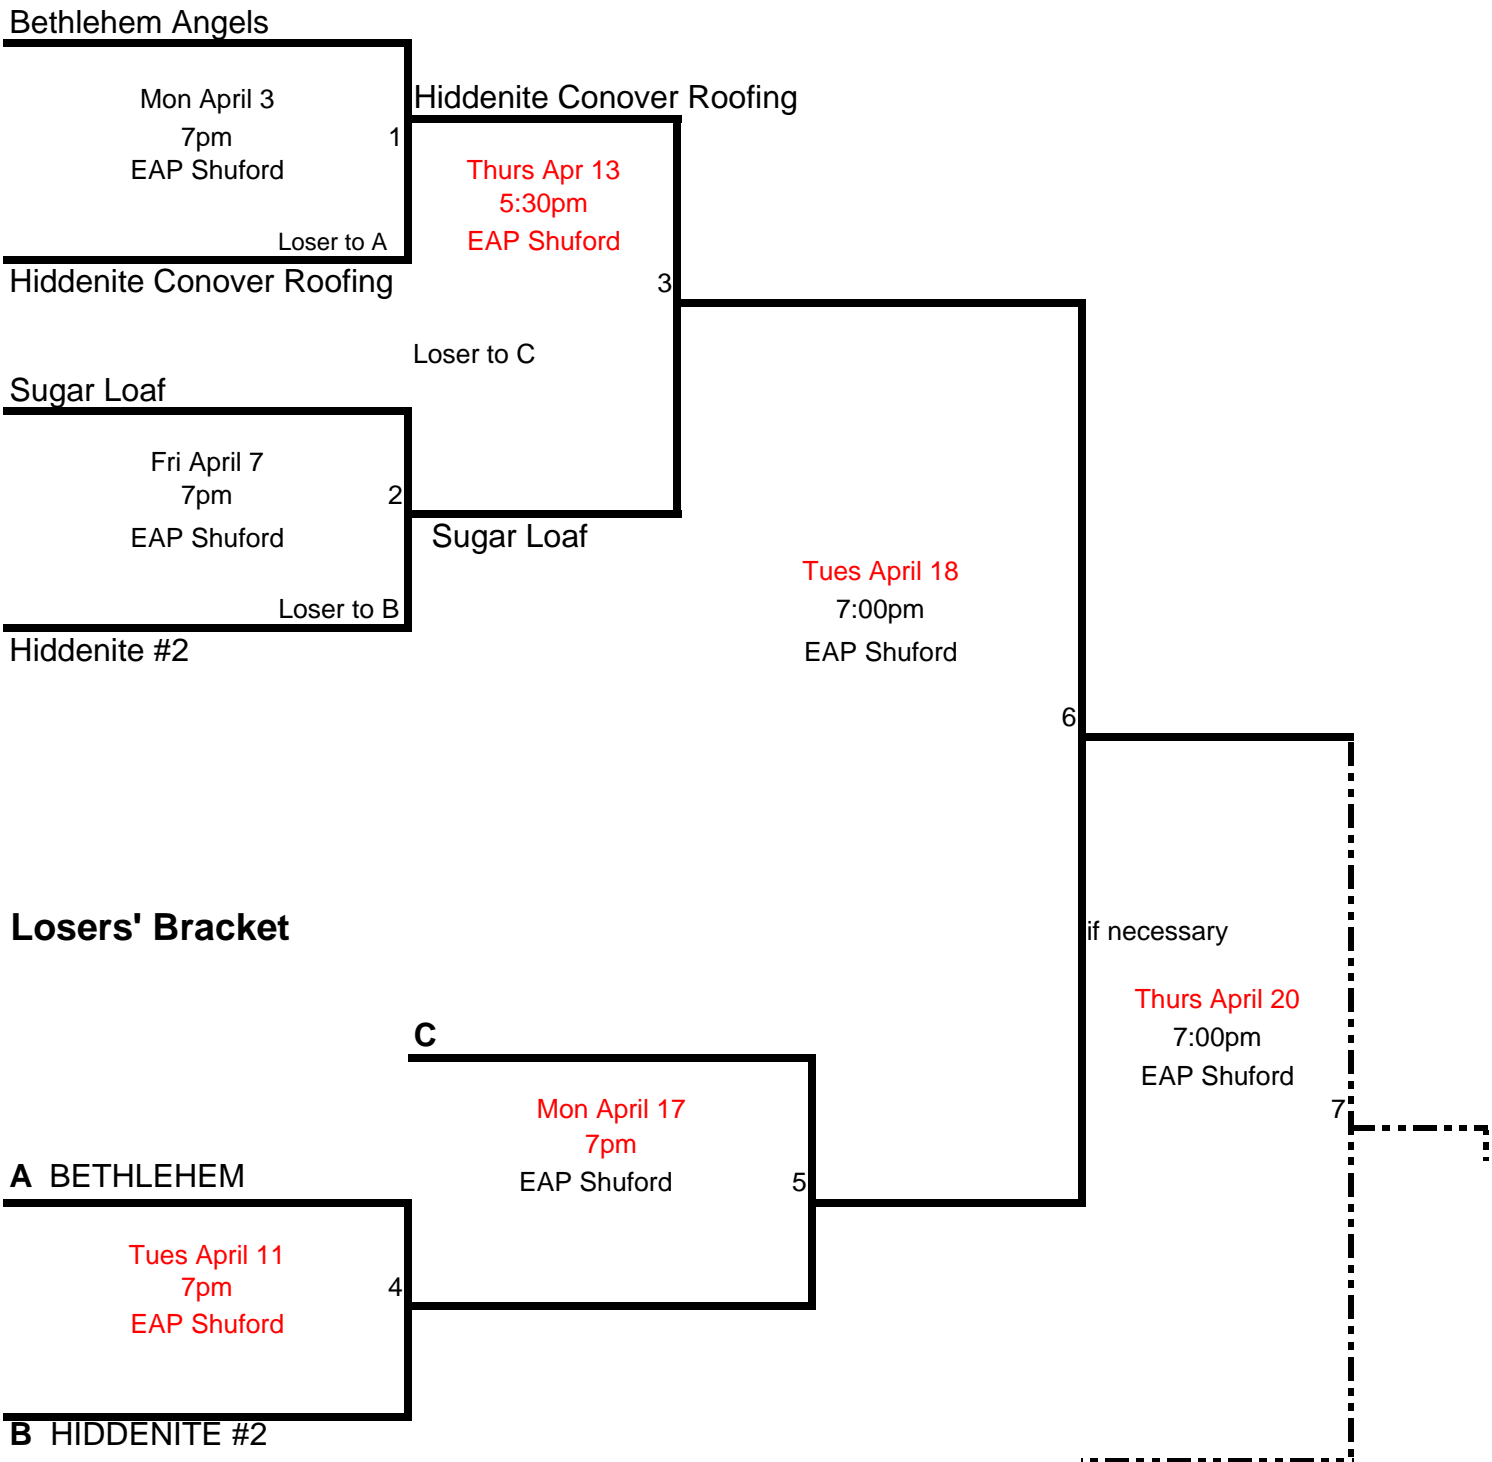 Bethlehem Angels
Mon April 3
7pm
1
EAP Shuford
Loser to A
Hiddenite Conover Roofing
Hiddenite Conover Roofing
Thurs Apr 13
5:30pm
EAP Shuford
3
Loser to C
Sugar Loaf
Fri April 7
7pm
2
EAP Shuford
Loser to B
Hiddenite #2
Sugar Loaf
Tues April 18
7:00pm
EAP Shuford
6
Losers' Bracket
if necessary
Thurs April 20
7:00pm
EAP Shuford
7
C
Mon April 17
7pm
EAP Shuford
5
A BETHLEHEM
Tues April 11
7pm
4
EAP Shuford
B HIDDENITE #2